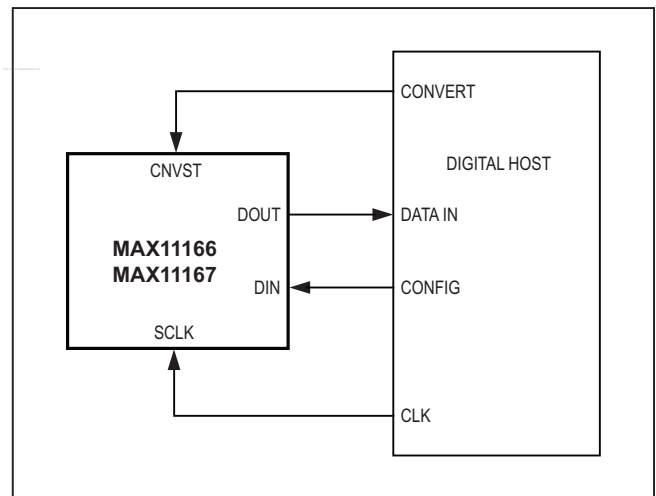 CONVERT
CNVST
DIGITAL HOST
DOUT
DATA IN
MAX11166
MAX11167
DIN
CONFIG
SCLK
CLK